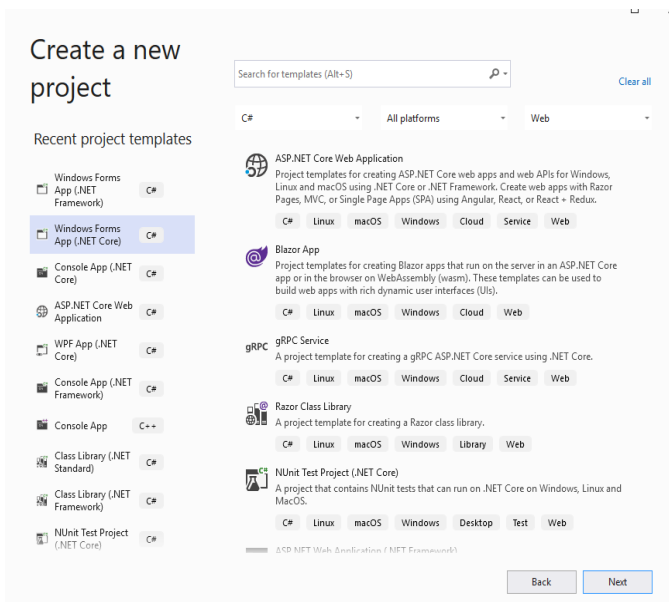 Create a new
project
Search for templates (Alt+S)
Clear all
C#
All platforms
Web
Recent project templates
Windows Forms
App (.NET
Framework)
C#
Windows Forms
App (.NET Core)
C#
Console App (.NET
Core)
C#
ASP.NET Core Web
Application
C#
WPF App (.NET
Core)
C#
Console App (.NET
Framework)
C#
Console App
C++
Class Library (.NET
Standard)
C#
Class Library (.NET
Framework)
C#
NUnit Test Project
(.NET Core)
C#
ASP.NET Core Web Application
Project templates for creating ASP.NET Core web apps and web APIs for Windows,
Linux and macOS using .NET Core or .NET Framework. Create web apps with Razor
Pages, MVC, or Single Page Apps (SPA) using Angular, React, or React + Redux.
C# Linux macOS Windows Cloud Service Web
Blazor App
Project templates for creating Blazor apps that run on the server in an ASP.NET Core
app or in the browser on WebAssembly (wasm). These templates can be used to
build web apps with rich dynamic user interfaces (UIs).
C# Linux macOS Windows Cloud Web
gRPC
gRPC Service
A project template for creating a gRPC ASP.NET Core service using .NET Core.
C# Linux macOS Windows Cloud Service Web
Razor Class Library
A project template for creating a Razor class library.
C# Linux macOS Windows Library Web
NUnit Test Project (.NET Core)
A project that contains NUnit tests that can run on .NET Core on Windows, Linux and
MacOS.
C# Linux macOS Windows Desktop Test Web
ASP.NET Web Application (.NET Framework)
Back
Next